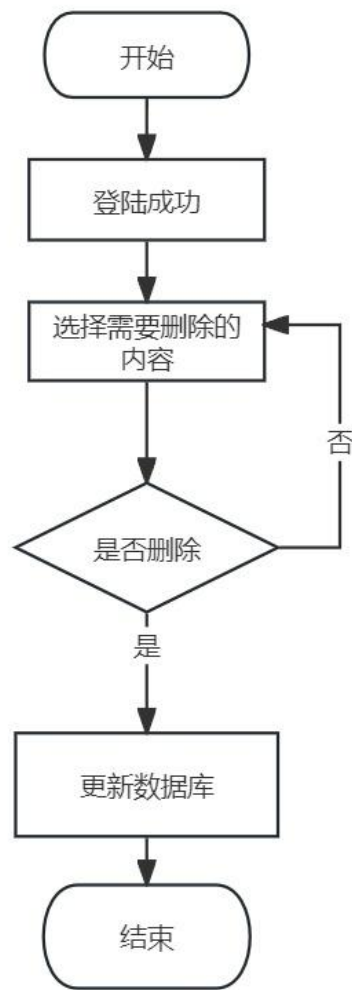 开始
登陆成功
选择需要删除的
内容
否
是否删除
是
更新数据库
结束